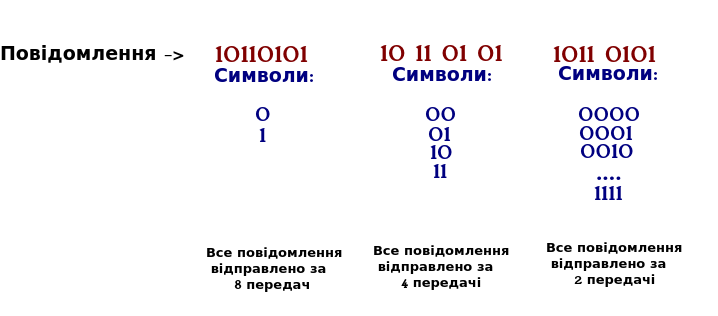 Повідомлення –> 10110101 10 11 01 01 1011 0101
Символи: Символи: Символи:
0 00 0000
1 01 0001
10 0010
11 ....
1111
Все повідомлення Все повідомлення Все повідомлення
відправлено за відправлено за відправлено за
8 передач 4 передачі 2 передачі